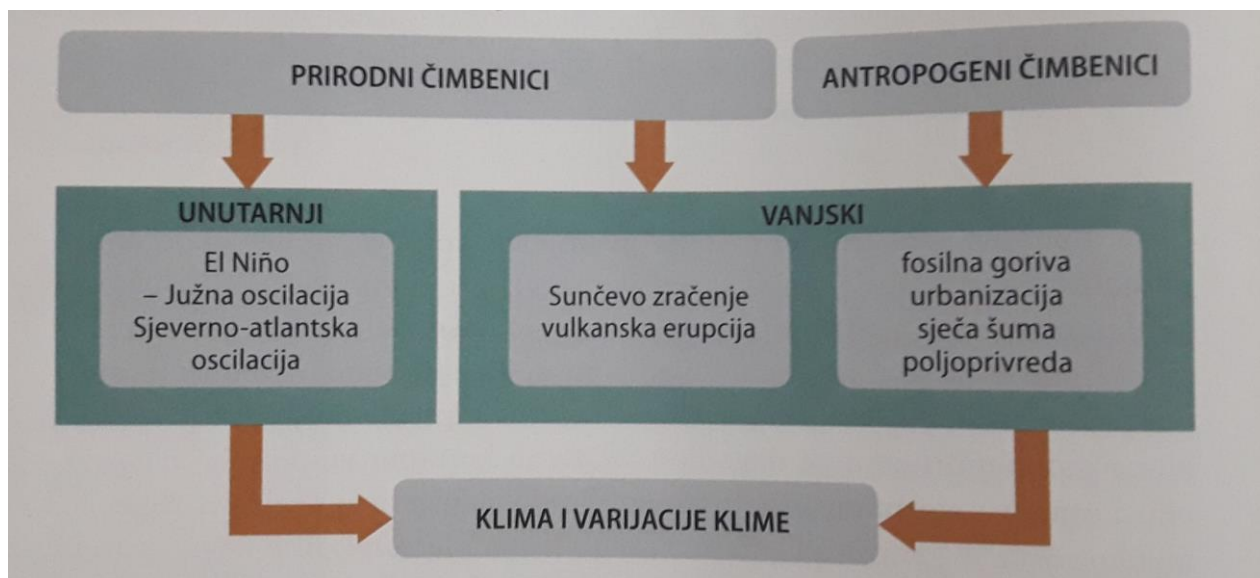 PRIRODNI ČIMBENICI
ANTROPOGENI ČIMBENICI
UNUTARNJI
El Niño
– Južna oscilacija
Sjeverno-atlantska
oscilacija
VANJSKI
Sunčevo zračenje
vulkanska erupcija
fosilna goriva
urbanizacija
sječa šuma
poljoprivreda
KLIMA I VARIJACIJE KLIME